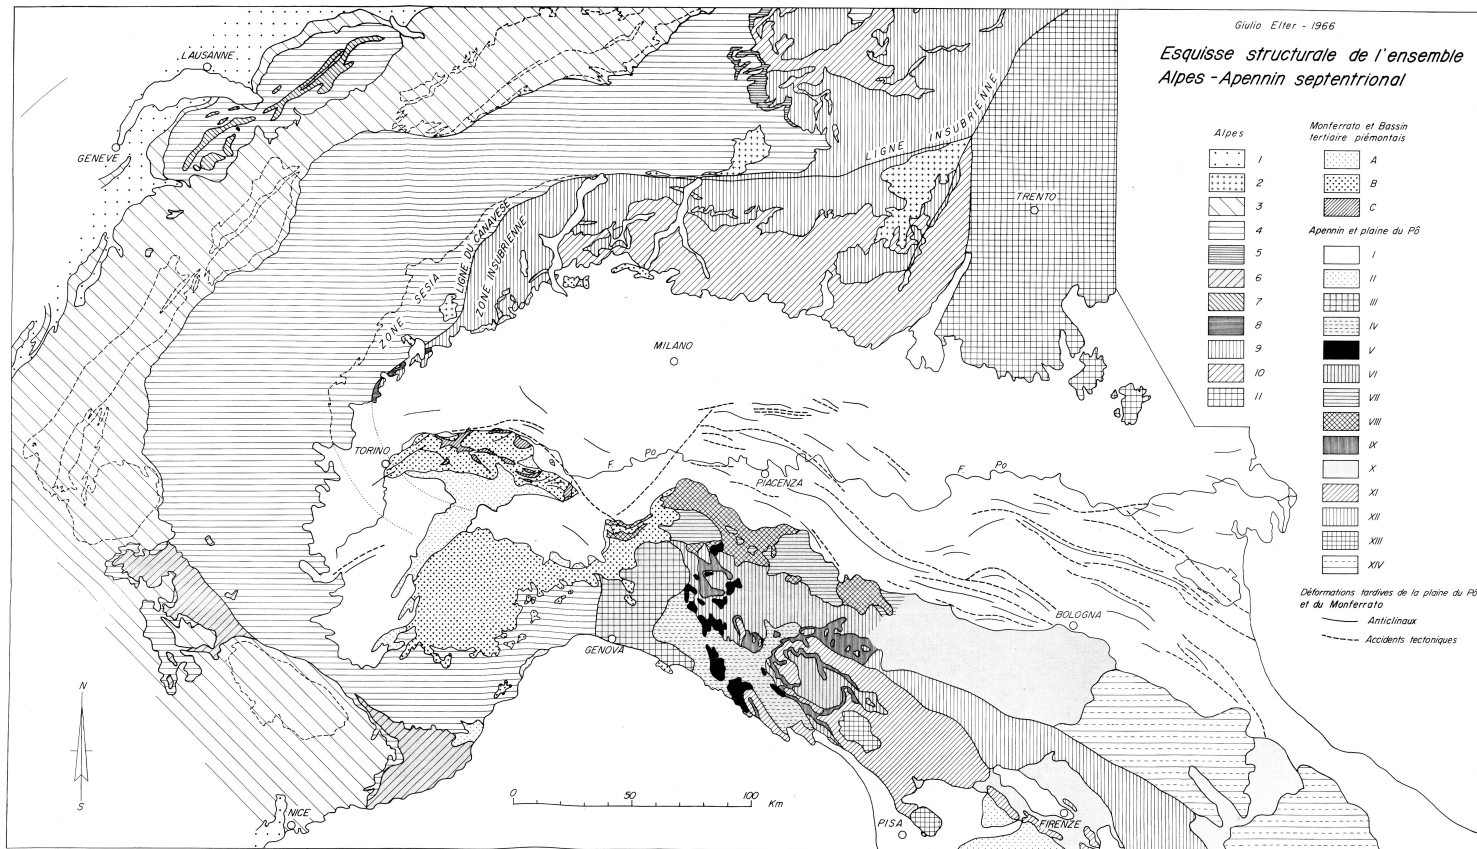 Giulio Elter - 1966
Esquisse structurale de l'ensemble
Alpes - Apennin septentrional
Alpes
1
2
3
4
5
6
7
8
9
10
11
Monferrato et Bassin
tertiaire piémontais
A
B
C
Apennin et plaine du Pô
I
II
III
IV
V
VI
VII
VIII
IX
X
XI
XII
XIII
XIV
Déformations tardives de la plaine du Pô
et du Monferrato
Anticlinaux
Accidents tectoniques
LAUSANNE
GENEVE
LIGNE INSUBRIENNE
TRENTO
ZONE SESIA
LIGNE DU CANAVESE
ZONE INSUBRIENNE
MILANO
TORINO
F. Po
PIACENZA
F. Po
BOLOGNA
GENOVA
N
S
NICE
0 50 100 Km
PISA
FIRENZE